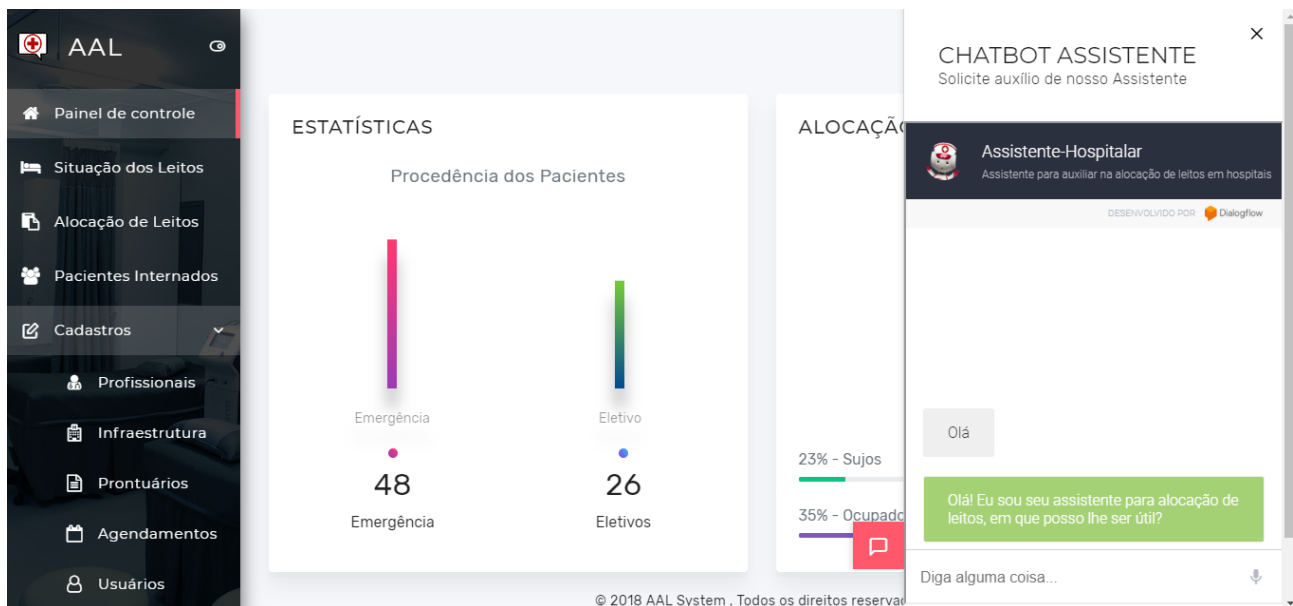 AAL
Painel de controle
Situação dos Leitos
Alocação de Leitos
Pacientes Internados
Cadastros
Profissionais
Infraestrutura
Prontuários
Agendamentos
Usuários
ESTATÍSTICAS
Procedência dos Pacientes
Emergência
Eletivo
48
26
Emergência
Eletivos
ALOCAÇÃO
23% - Sujos
35% - Ocupado
© 2018 AAL System , Todos os direitos reservad
CHATBOT ASSISTENTE
Solicite auxílio de nosso Assistente
Assistente-Hospitalar
Assistente para auxiliar na alocação de leitos em hospitais
DESENVOLVIDO POR Dialogflow
Olá
Olá! Eu sou seu assistente para alocação de
leitos, em que posso lhe ser útil?
Diga alguma coisa...